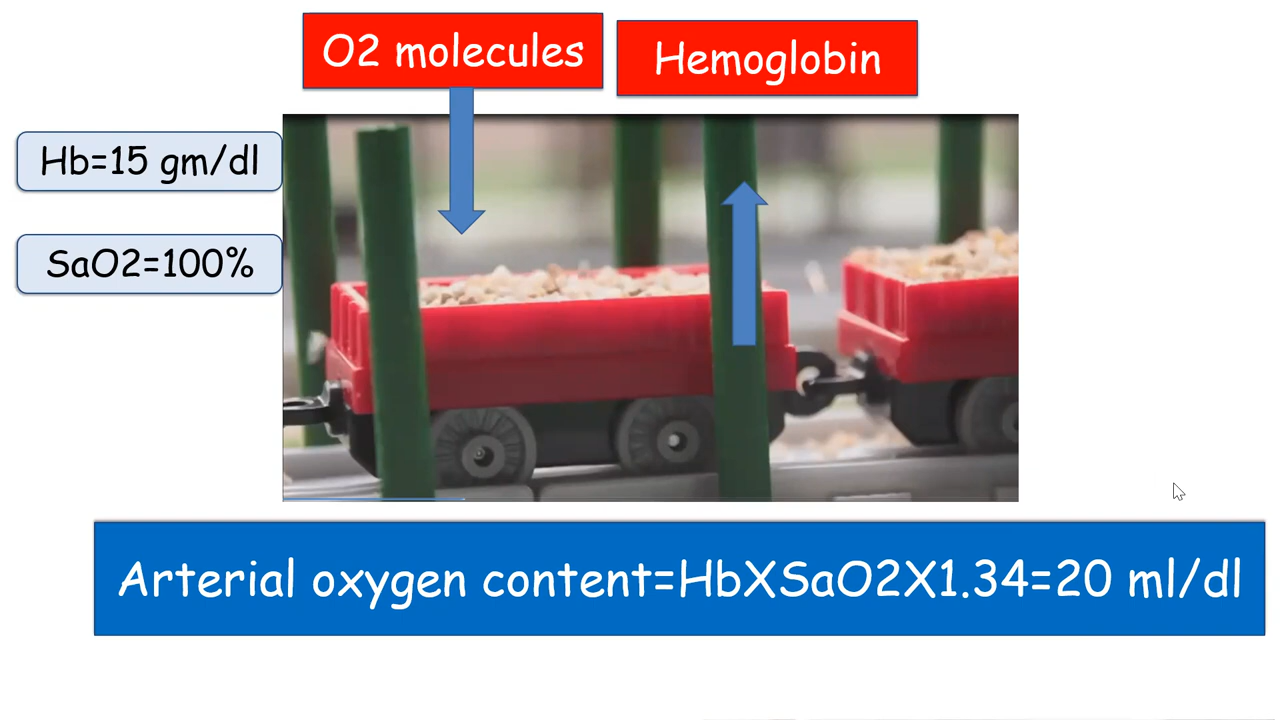 O2 molecules
Hemoglobin
Hb=15 gm/dl
SaO2=100%
Arterial oxygen content=HbXSaO2X1.34=20 ml/dl